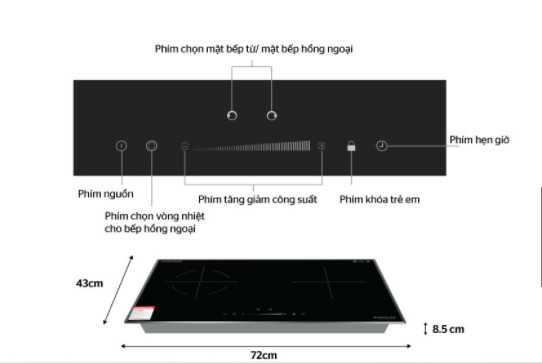 Phím chọn mặt bếp từ/ mặt bếp hồng ngoại
Phím hẹn giờ
Phím nguồn
Phím tăng giảm công suất
Phím khóa trẻ em
Phím chọn vòng nhiệt
cho bếp hồng ngoại
43cm
8.5 cm
72cm